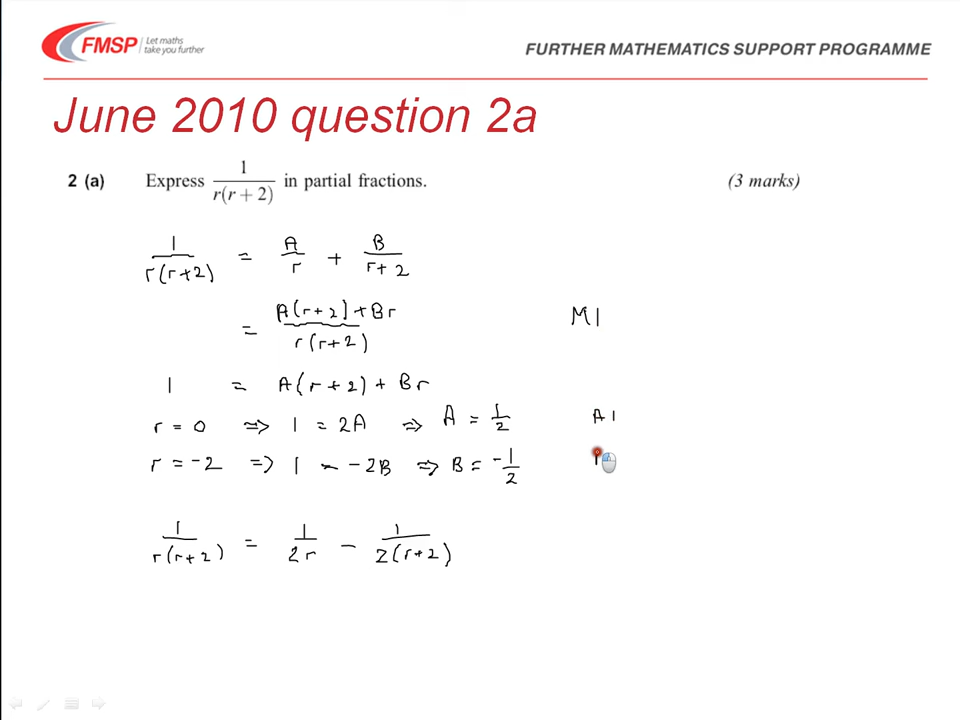 FMSP Let maths take you further
FURTHER MATHEMATICS SUPPORT PROGRAMME
June 2010 question 2a
2 (a) Express 1/(r(r + 2)) in partial fractions. (3 marks)
1/(r(r+2)) = A/r + B/(r+2)
= (A(r+2)+Br)/(r(r+2)) M1
1 = A(r+2) + Br
r = 0 ⇒ 1 = 2A ⇒ A = 1/2 A1
r = -2 ⇒ 1 = -2B ⇒ B = -1/2
1/(r(r+2)) = 1/(2r) - 1/(2(r+2))